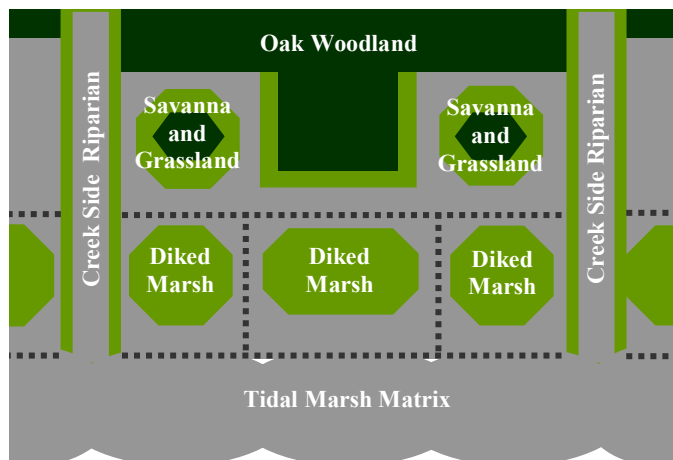 Oak Woodland
Creek Side Riparian
Savanna
and
Grassland
Savanna
and
Grassland
Creek Side Riparian
Diked
Marsh
Diked
Marsh
Diked
Marsh
Tidal Marsh Matrix